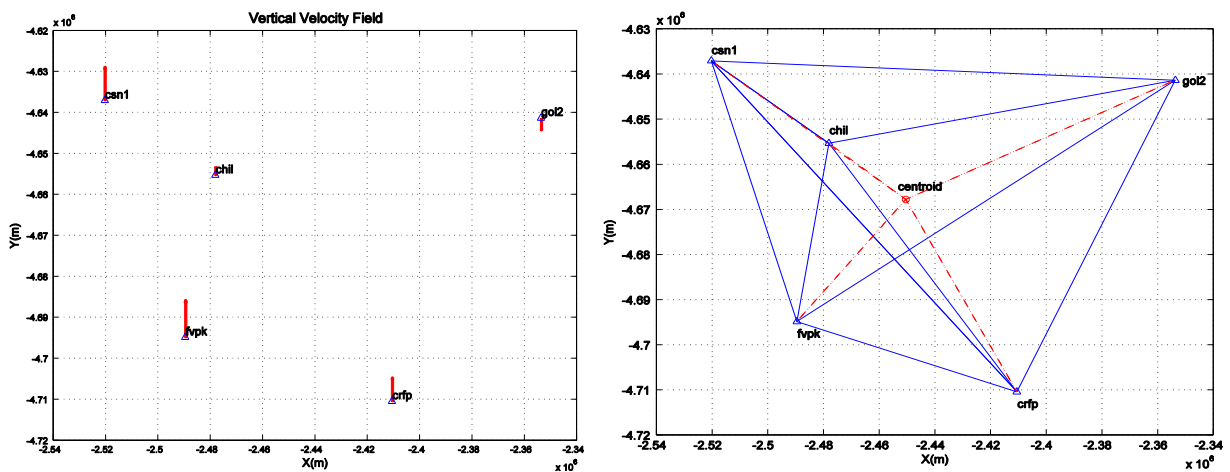 Vertical Velocity Field
x 10^6
-4.62
-4.63
-4.64
-4.65
-4.66
-4.67
-4.68
-4.69
-4.7
-4.71
-4.72
Y(m)
csn1
gol2
chil
fvpk
crfp
-2.54
-2.52
-2.5
-2.48
-2.46
-2.44
-2.42
-2.4
-2.38
-2.36
-2.34
X(m)
x 10^6
x 10^6
-4.63
-4.64
-4.65
-4.66
-4.67
-4.68
-4.69
-4.7
-4.71
-4.72
Y(m)
csn1
gol2
chil
centroid
fvpk
crfp
-2.54
-2.52
-2.5
-2.48
-2.46
-2.44
-2.42
-2.4
-2.38
-2.36
-2.34
X(m)
x 10^6